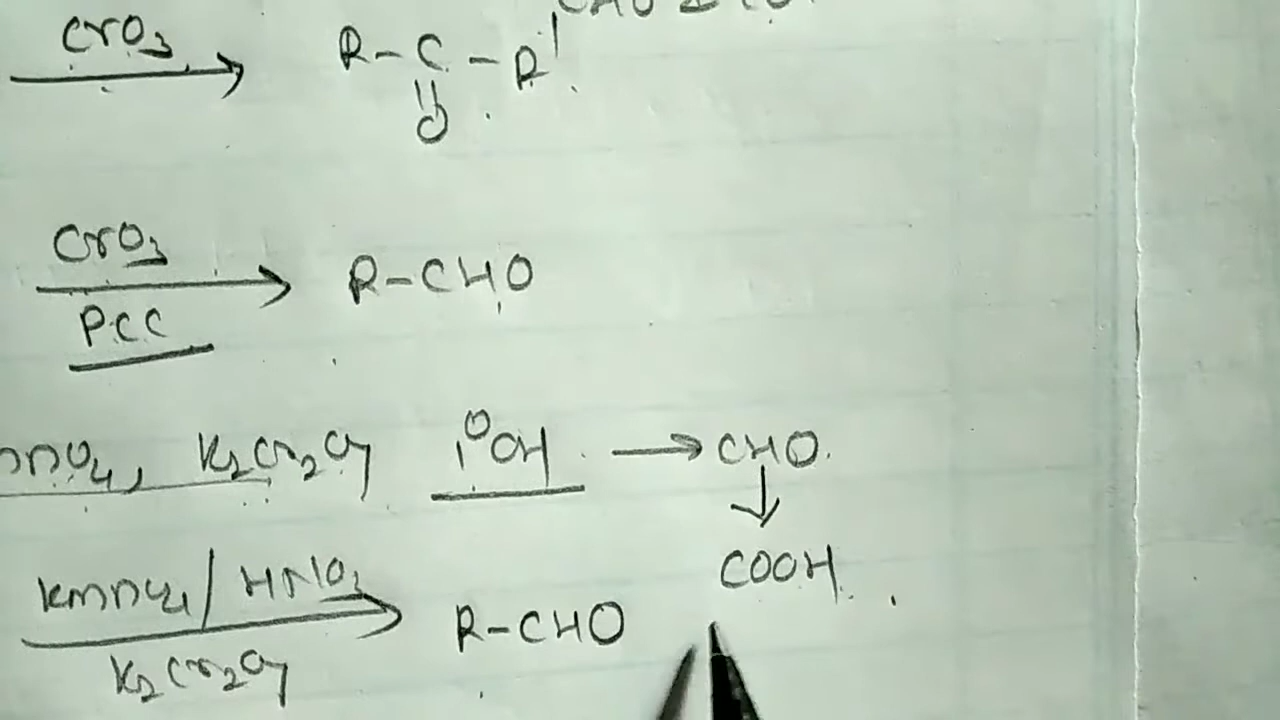 CrO3
R-C-R'
O
CrO3
R-CHO
PCC
K2Cr2O7 1°OH → CHO.
↓
COOH.
KMnO4/HNO3
R-CHO
K2Cr2O7